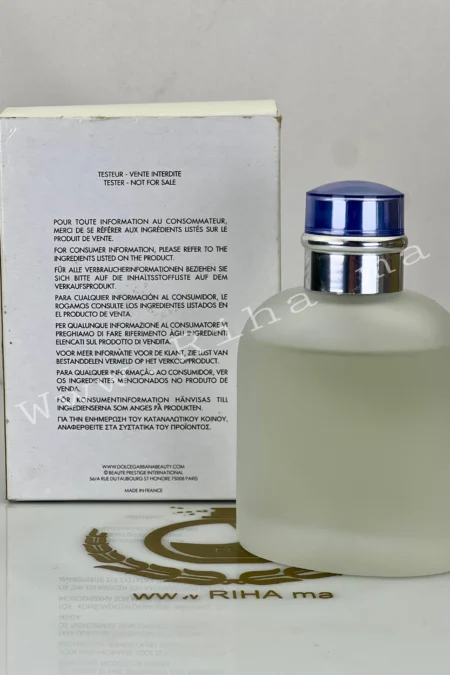 TESTEUR - VENTE INTERDITE
TESTER - NOT FOR SALE
POUR TOUTE INFORMATION AU CONSOMMATEUR,
MERCI DE SE RÉFÉRER AUX INGRÉDIENTS LISTÉS SUR LE
PRODUIT DE VENTE.
FOR CONSUMER INFORMATION, PLEASE REFER TO THE
INGREDIENTS LISTED ON THE PRODUCT.
FÜR ALLE VERBRAUCHERINFORMATIONEN BEZIEHEN SIE
SICH BITTE AUF DIE INHALTSSTOFFLISTE AUF DEM
VERKAUFSPRODUKT.
PARA CUALQUIER INFORMACIÓN AL CONSUMIDOR, LE
ROGAMOS CONSULTE LOS INGREDIENTES LISTADOS EN
EL PRODUCTO DE VENTA.
PER QUALUNQUE INFORMAZIONE AL CONSUMATORE VI
PREGHIAMO DI FARE RIFERIMENTO AGLI INGREDIENTI
ELENCATI SUL PRODOTTO DI VENDITA.
VOOR MEER INFORMATIE VOOR DE KLANT, ZIE LIJST VAN
BESTANDDELEN VERMELD OP HET VERKOOPPRODUCT.
PARA QUALQUER INFORMAÇÃO AO CONSUMIDOR, VER
OS INGREDIENTES MENCIONADOS NO PRODUTO DE
VENDA.
FÖR KONSUMENTINFORMATION HÄNVISAS TILL
INGREDIENSERNA SOM ANGES PÅ PRODUKTEN.
ΓΙΑ ΤΗΝ ΕΝΗΜΕΡΩΣΗ ΤΟΥ ΚΑΤΑΝΑΛΩΤΙΚΟΥ ΚΟΙΝΟΥ,
ΑΝΑΦΕΡΘΕΙΤΕ ΣΤΑ ΣΥΣΤΑΤΙΚΑ ΤΟΥ ΠΡΟΪΟΝΤΟΣ.
WWW.DOLCEGABBANABEAUTY.COM
© BEAUTE PRESTIGE INTERNATIONAL
56/A RUE DU FAUBOURG ST HONORE 75008 PARIS
MADE IN FRANCE
www.Riha ma
ww.v RIHA ma